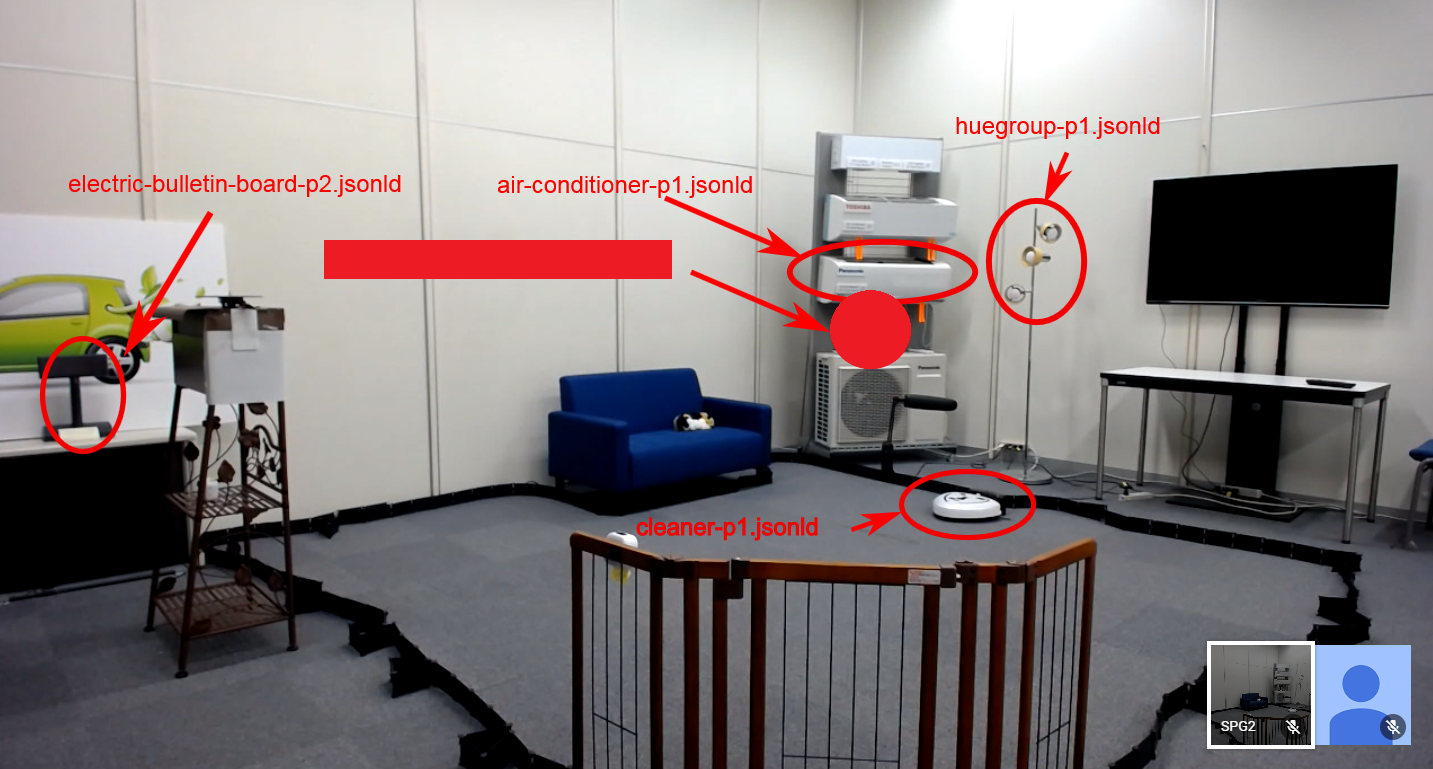 huegroup-p1.jsonld
electric-bulletin-board-p2.jsonld
air-conditioner-p1.jsonld
TOSHIBA
Panasonic
Panasonic
cleaner-p1.jsonld
SPG2